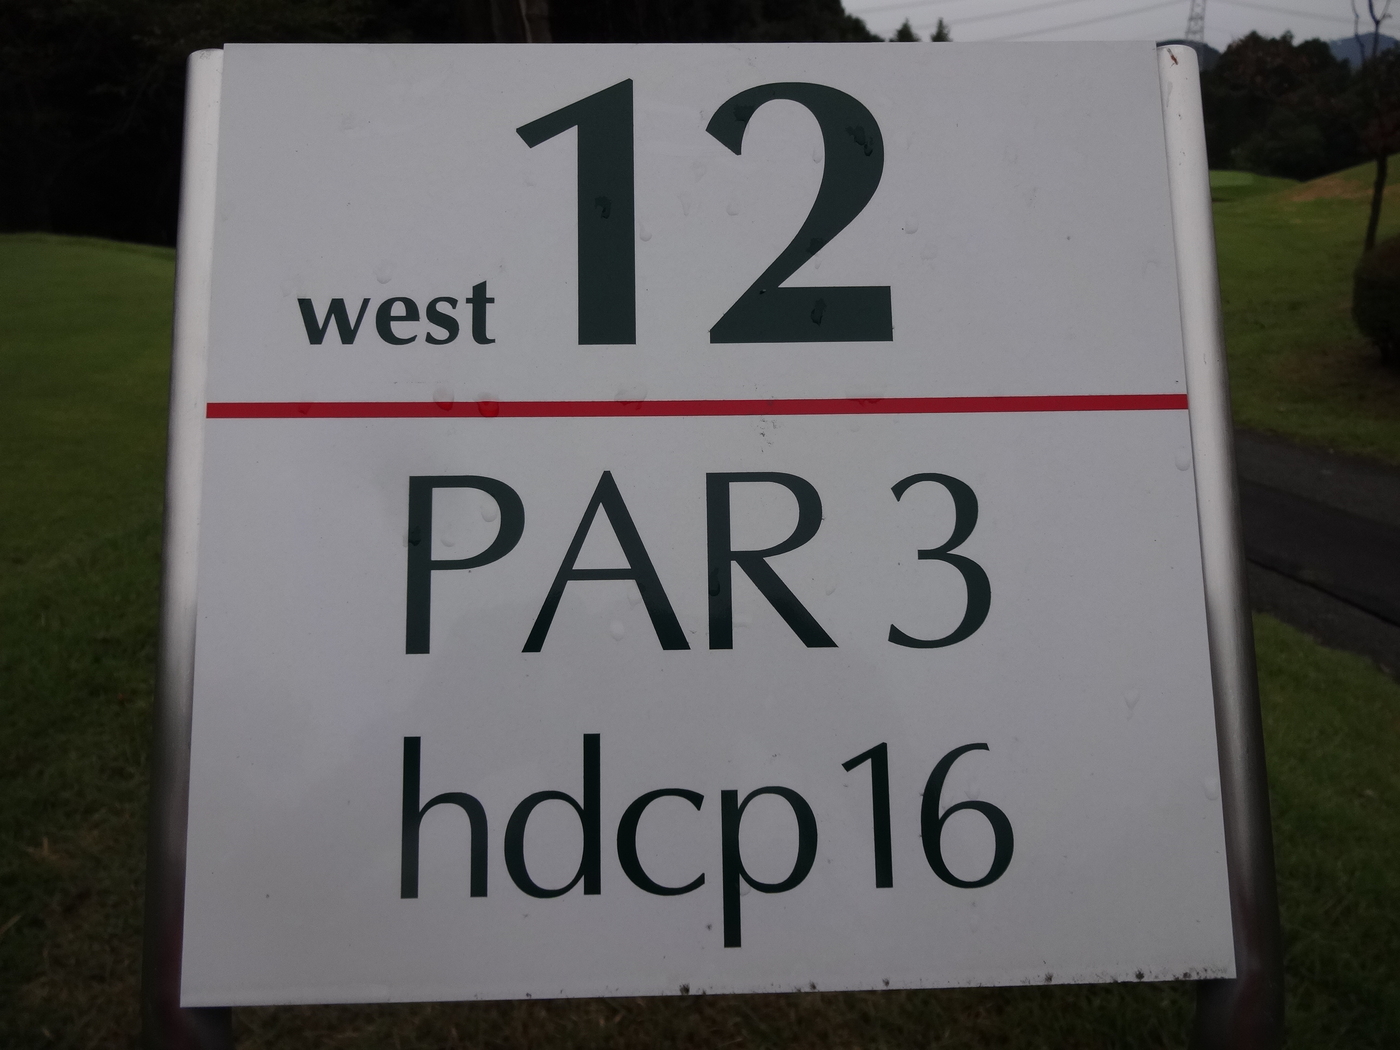 west 12
PAR 3
hdcp 16